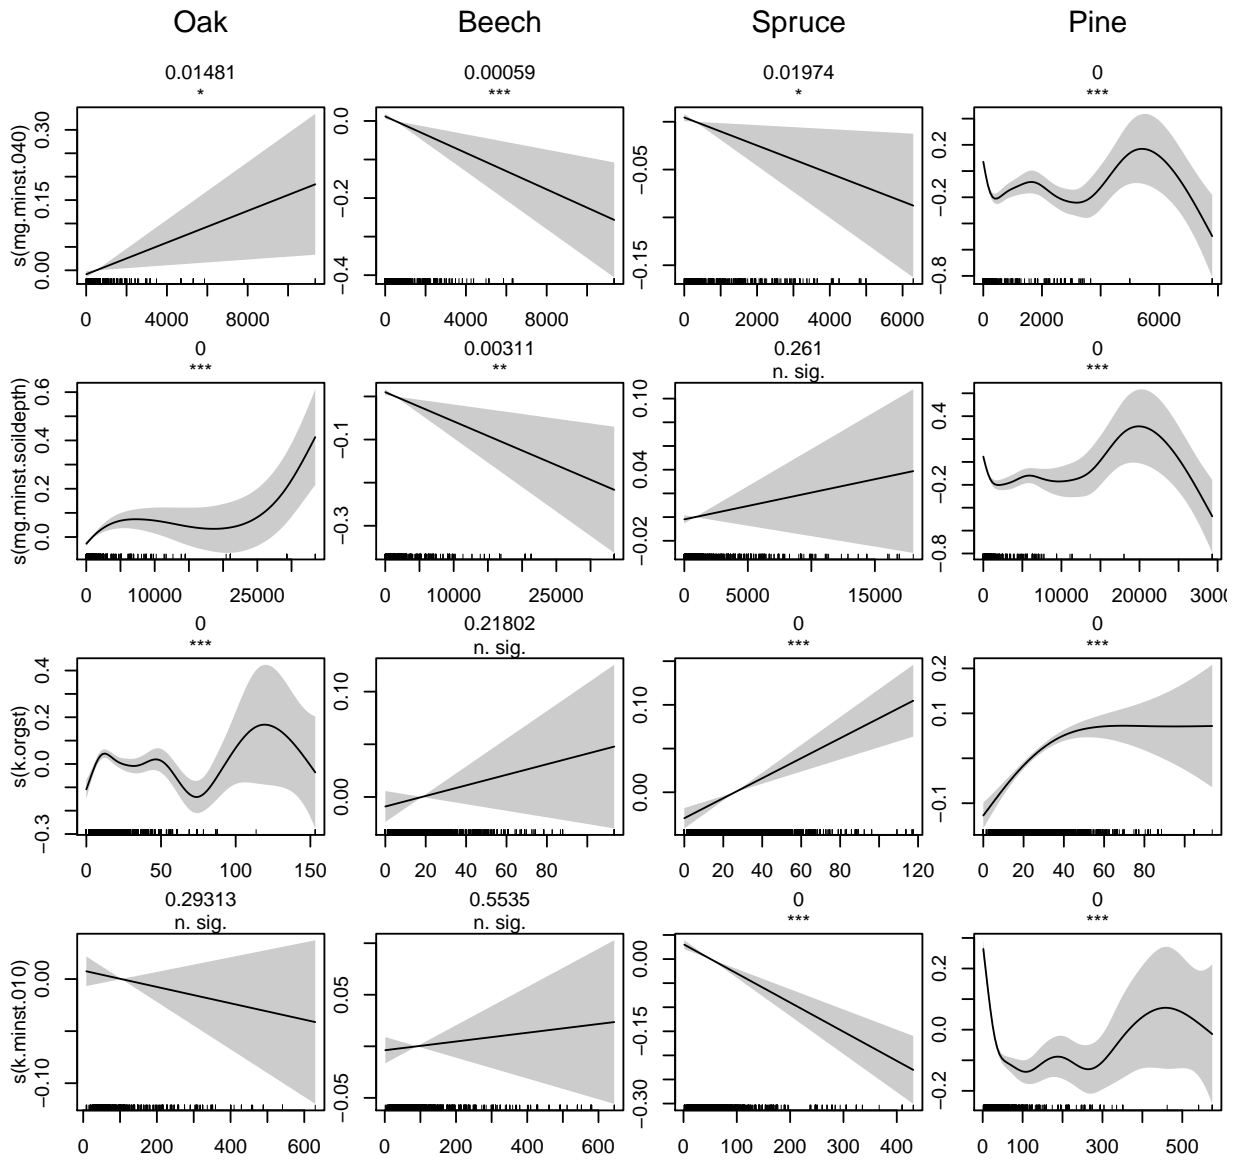 Oak Beech Spruce Pine
0.01481 0.00059 0.01974 0
* *** * ***
s(mg.minst.040)
0.00 0.15 0.30
−0.4 −0.2 0.0
−0.15 −0.05
−0.8 −0.2 0.2
0 4000 8000 0 4000 8000 0 1000 2000 3000 4000 5000 6000 0 2000 6000
0 0.00311 0.261 0
*** ** n. sig. ***
s(mg.minst.soildepth)
0.0 0.2 0.4 0.6
−0.3 −0.1
−0.02 0.04 0.10
−0.8 −0.2 0.4
0 10000 25000 0 10000 25000 0 5000 15000 0 10000 20000 3000
0 0.21802 0 0
*** n. sig. *** ***
s(k.orgst)
−0.3 0.0 0.2 0.4
0.00 0.10
0.00
−0.1 0.1 0.2
0 50 100 150 0 20 40 60 80 0 20 40 60 80 100 120 0 20 40 60 80
0.29313 0.5535 0 0
n. sig. n. sig. *** ***
s(k.minst.010)
−0.10 0.00
−0.05 0.05
−0.30 −0.15 0.00
−0.2 0.0 0.2
0 200 400 600 0 200 400 600 0 100 200 300 400 0 100 300 500